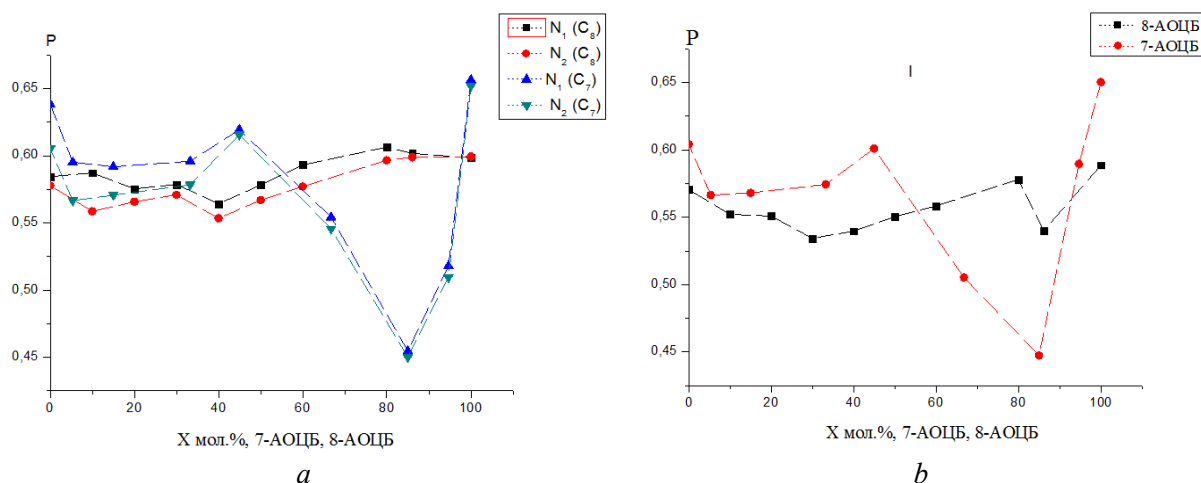 P
N₁ (C₈)
N₂ (C₈)
N₁ (C₇)
N₂ (C₇)
0,65
0,60
0,55
0,50
0,45
0 20 40 60 80 100
X мол.%, 7-АОЦБ, 8-АОЦБ
a
P
8-АОЦБ
7-АОЦБ
I
0,65
0,60
0,55
0,50
0,45
0 20 40 60 80 100
X мол.%, 7-АОЦБ, 8-АОЦБ
b